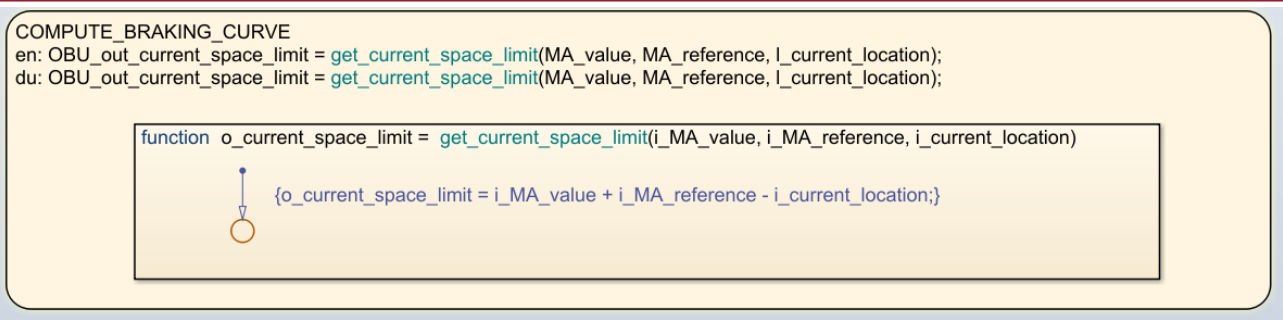 COMPUTE_BRAKING_CURVE
en: OBU_out_current_space_limit = get_current_space_limit(MA_value, MA_reference, l_current_location);
du: OBU_out_current_space_limit = get_current_space_limit(MA_value, MA_reference, l_current_location);
function o_current_space_limit = get_current_space_limit(i_MA_value, i_MA_reference, i_current_location)
{o_current_space_limit = i_MA_value + i_MA_reference - i_current_location;}